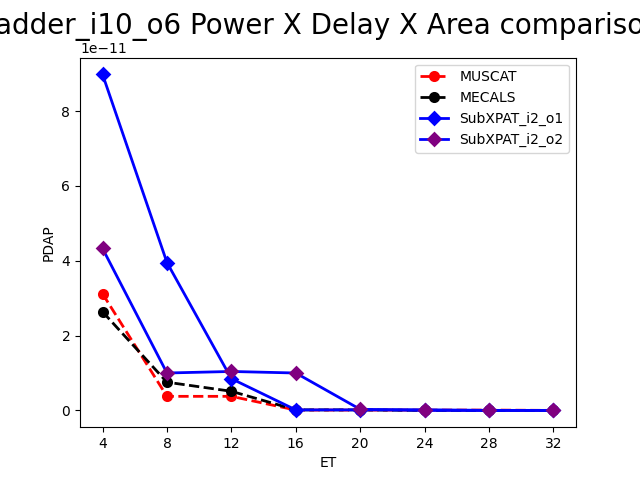 adder_i10_o6 Power X Delay X Area compariso
1e−11
MUSCAT
MECALS
SubXPAT_i2_o1
SubXPAT_i2_o2
8
6
4
2
0
PDAP
4 8 12 16 20 24 28 32
ET